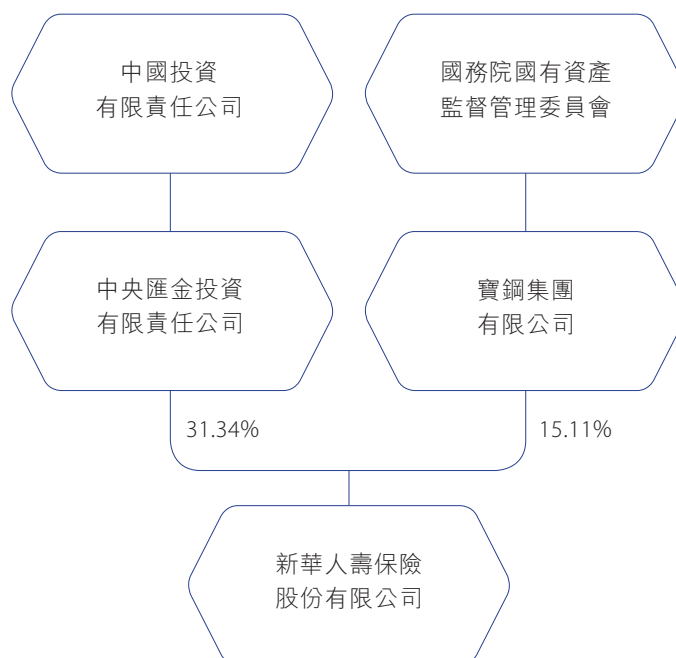 中國投資
有限責任公司
國務院國有資產
監督管理委員會
中央匯金投資
有限責任公司
寶鋼集團
有限公司
31.34%
15.11%
新華人壽保險
股份有限公司